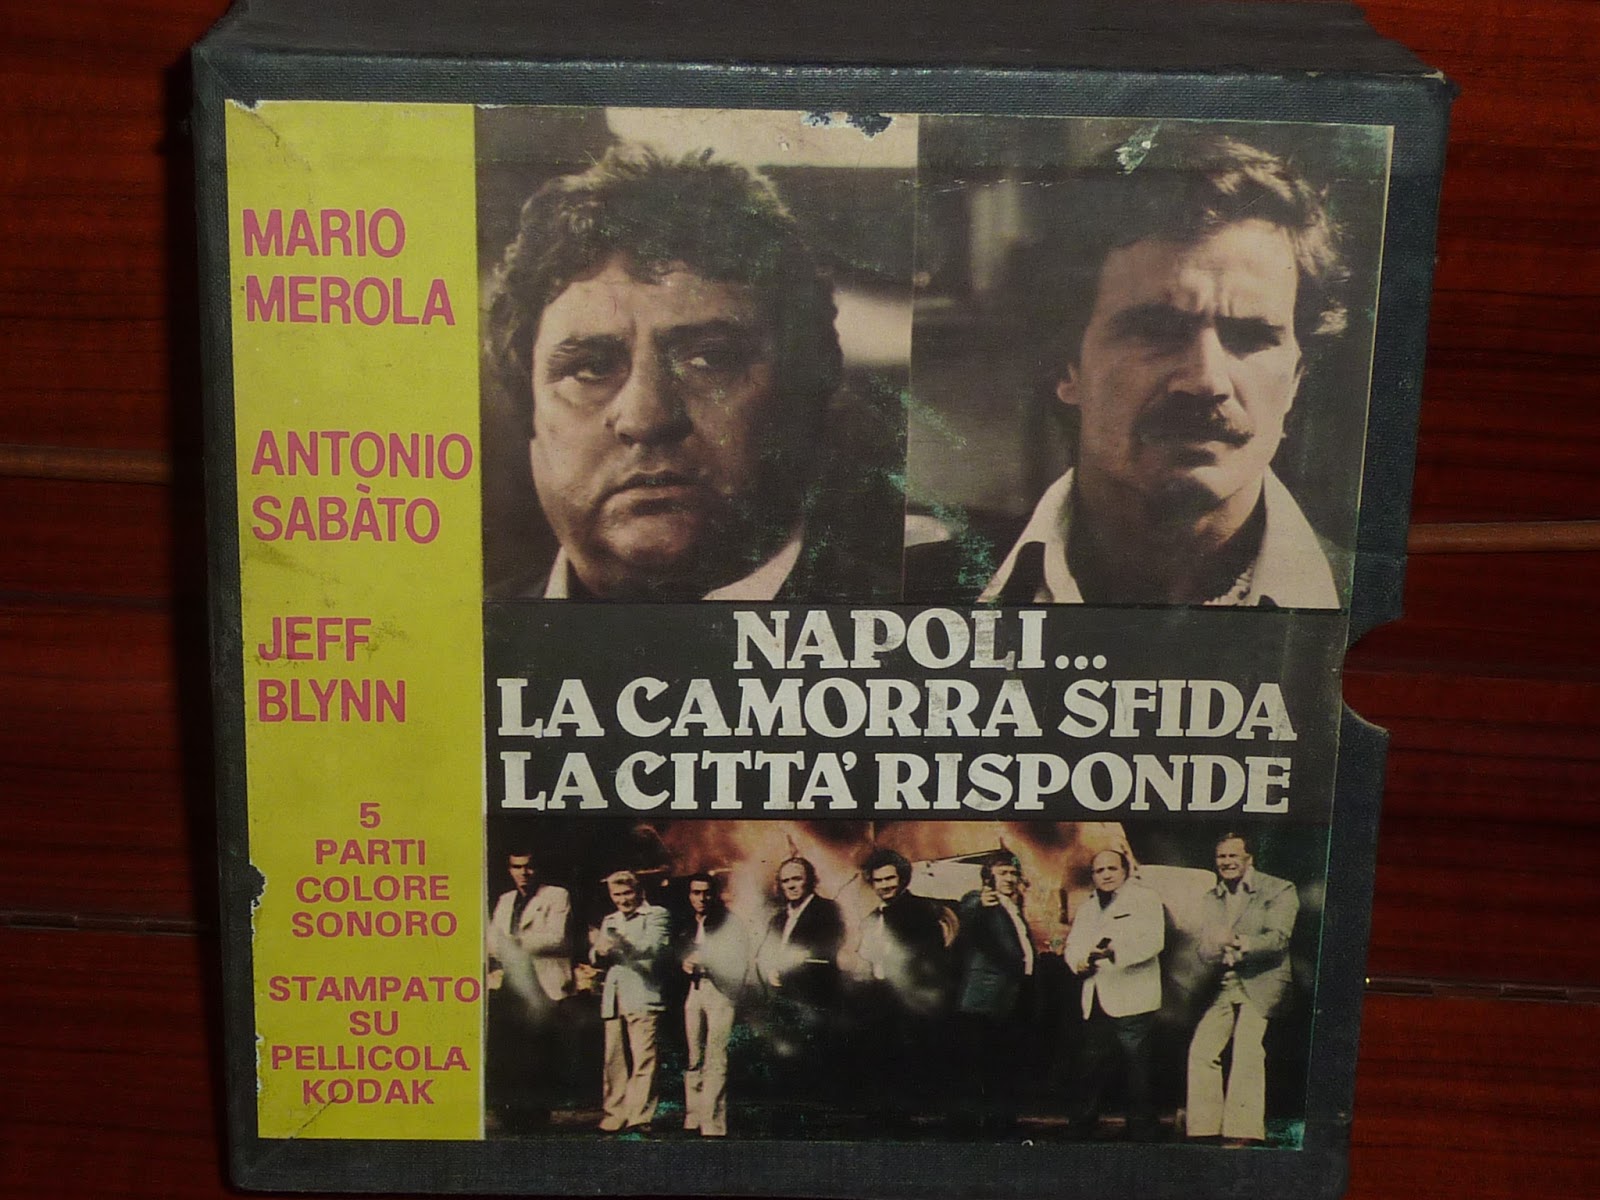 MARIO
MEROLA
ANTONIO
SABÀTO
JEFF
BLYNN
5
PARTI
COLORE
SONORO
STAMPATO
SU
PELLICOLA
KODAK
NAPOLI...
LA CAMORRA SFIDA
LA CITTA' RISPONDE